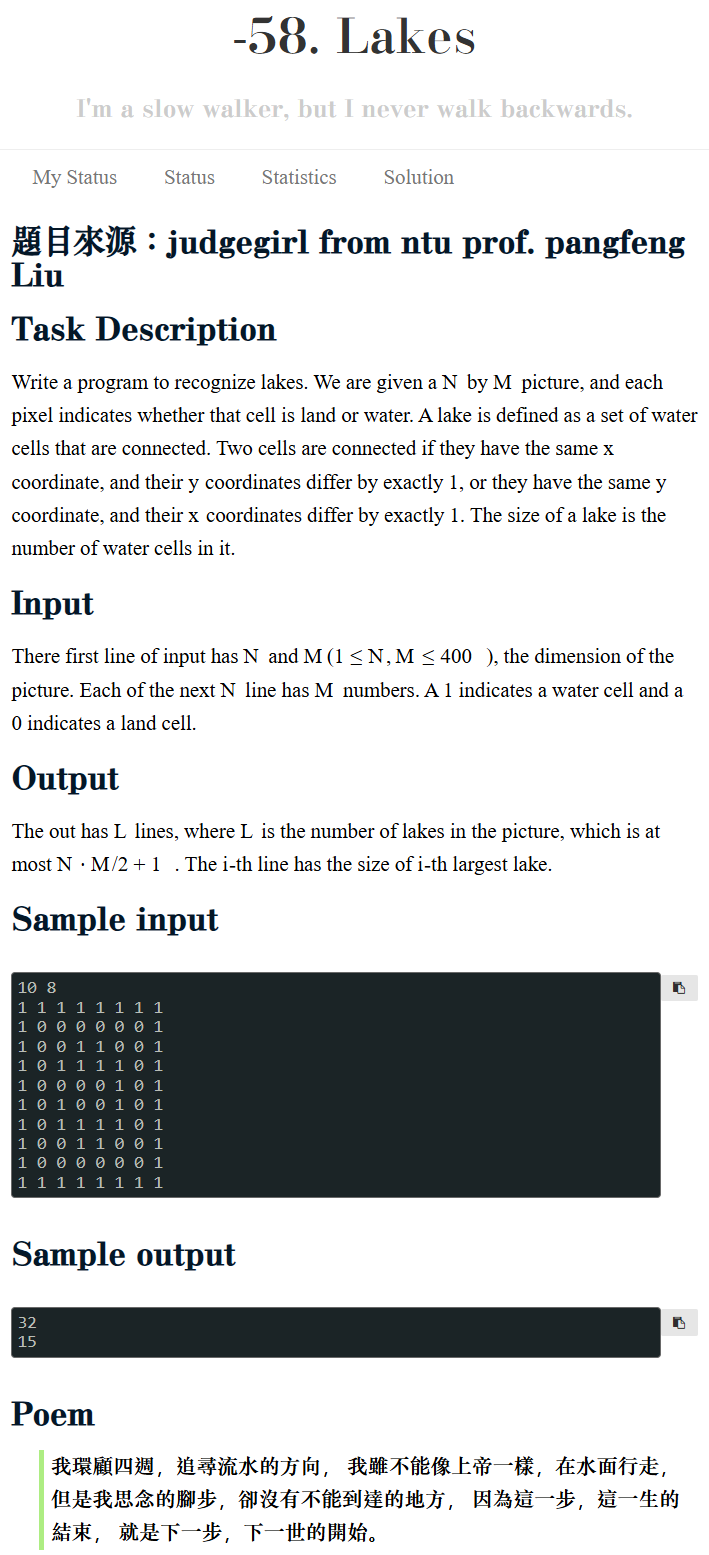 -58. Lakes
I'm a slow walker, but I never walk backwards.
My Status Status Statistics Solution
題目來源：judgegirl from ntu prof. pangfeng
Liu
Task Description
Write a program to recognize lakes. We are given a N by M picture, and each
pixel indicates whether that cell is land or water. A lake is defined as a set of water
cells that are connected. Two cells are connected if they have the same x
coordinate, and their y coordinates differ by exactly 1, or they have the same y
coordinate, and their x coordinates differ by exactly 1. The size of a lake is the
number of water cells in it.
Input
There first line of input has N and M (1 ≤ N, M ≤ 400 ), the dimension of the
picture. Each of the next N line has M numbers. A 1 indicates a water cell and a
0 indicates a land cell.
Output
The out has L lines, where L is the number of lakes in the picture, which is at
most N · M/2 + 1 . The i-th line has the size of i-th largest lake.
Sample input
10 8
1 1 1 1 1 1 1 1
1 0 0 0 0 0 0 1
1 0 0 1 1 0 0 1
1 0 1 1 1 1 0 1
1 0 0 0 0 1 0 1
1 0 1 0 0 1 0 1
1 0 1 1 1 1 0 1
1 0 0 1 1 0 0 1
1 0 0 0 0 0 0 1
1 1 1 1 1 1 1 1
Sample output
32
15
Poem
我環顧四週，追尋流水的方向， 我雖不能像上帝一樣，在水面行走，
但是我思念的腳步，卻沒有不能到達的地方， 因為這一步，這一生的
結束， 就是下一步，下一世的開始。